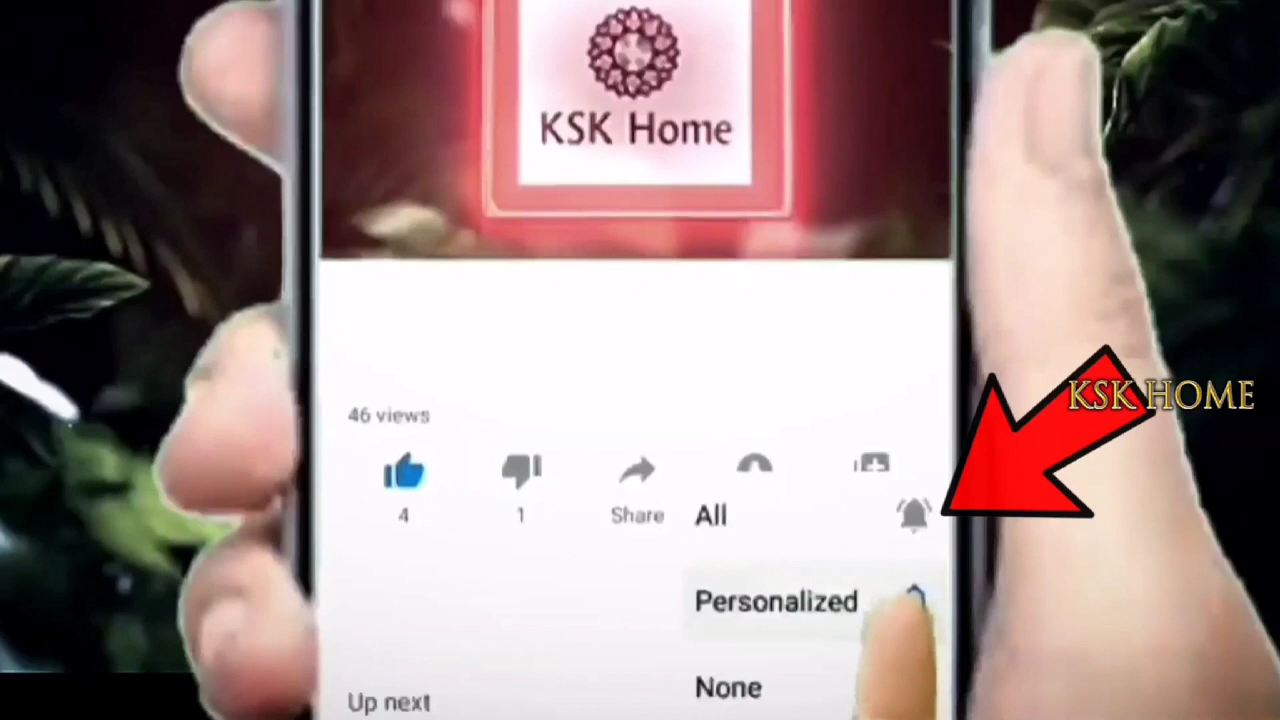 KSK Home
46 views
4
1
Share
All
Personalized
None
Up next
KSK HOME